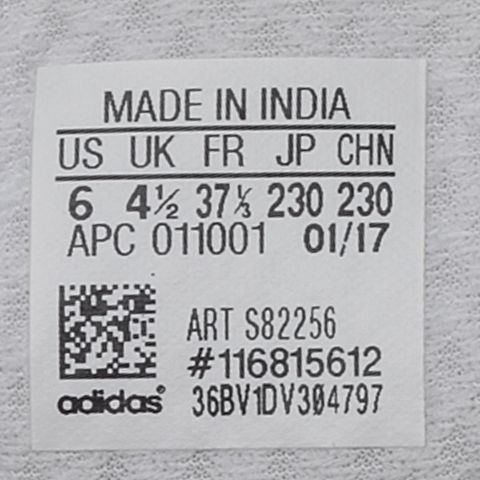 MADE IN INDIA
US UK FR JP CHN
6 4½ 37⅓ 230 230
APC 011001 01/17
ART S82256
#116815612
adidas® 36BV1DV304797